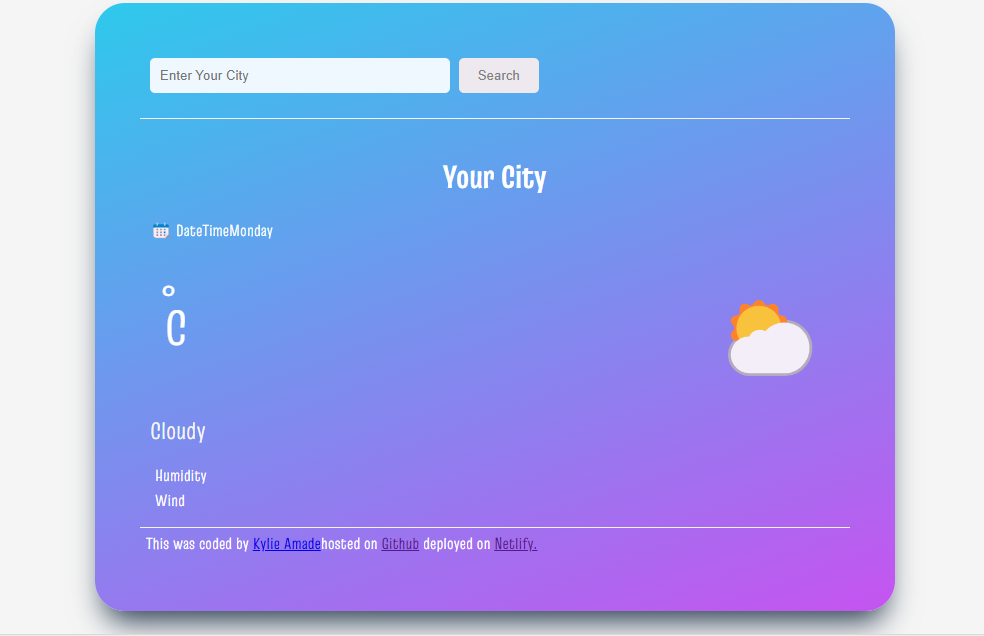 Enter Your City Search
Your City
DateTimeMonday
°
C
Cloudy
Humidity
Wind
This was coded by Kylie Amadehosted on Github deployed on Netlify.